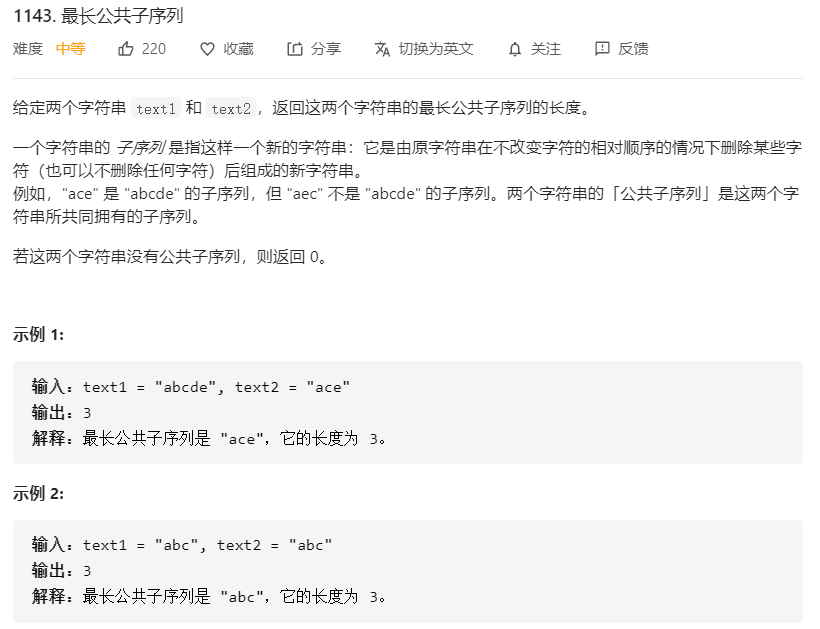 1143. 最长公共子序列
难度 中等 220 收藏 分享 切换为英文 关注 反馈
给定两个字符串 text1 和 text2，返回这两个字符串的最长公共子序列的长度。
一个字符串的 子序列 是指这样一个新的字符串：它是由原字符串在不改变字符的相对顺序的情况下删除某些字
符（也可以不删除任何字符）后组成的新字符串。
例如，"ace" 是 "abcde" 的子序列，但 "aec" 不是 "abcde" 的子序列。两个字符串的「公共子序列」是这两个字
符串所共同拥有的子序列。
若这两个字符串没有公共子序列，则返回 0。
示例 1:
输入：text1 = "abcde", text2 = "ace"
输出：3
解释：最长公共子序列是 "ace"，它的长度为 3。
示例 2:
输入：text1 = "abc", text2 = "abc"
输出：3
解释：最长公共子序列是 "abc"，它的长度为 3。